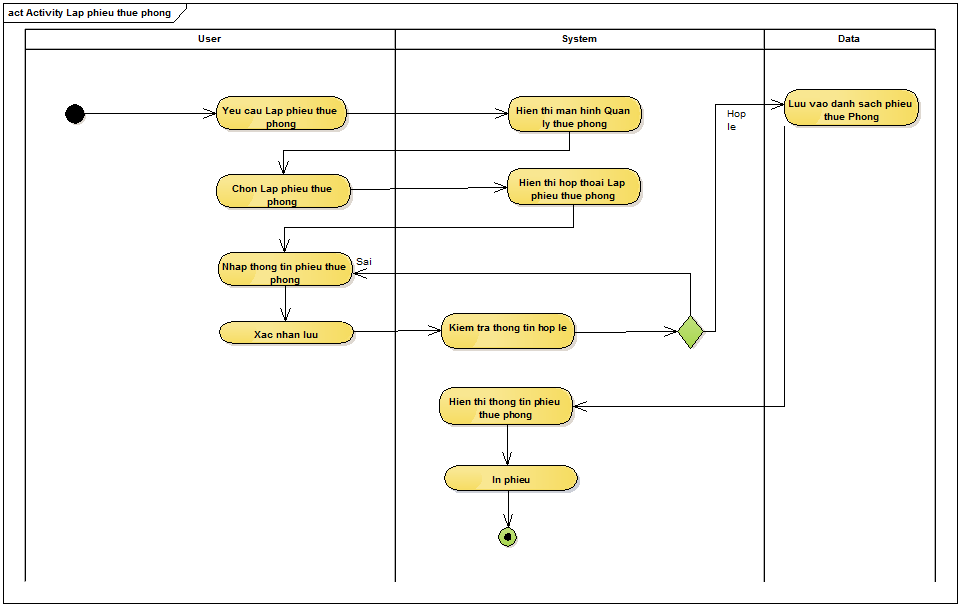 act Activity Lap phieu thue phong
User
System
Data
Yeu cau Lap phieu thue
phong
Hien thi man hinh Quan
ly thue phong
Luu vao danh sach phieu
thue Phong
Hop
le
Chon Lap phieu thue
phong
Hien thi hop thoai Lap
phieu thue phong
Nhap thong tin phieu thue
phong
Sai
Xac nhan luu
Kiem tra thong tin hop le
Hien thi thong tin phieu
thue phong
In phieu